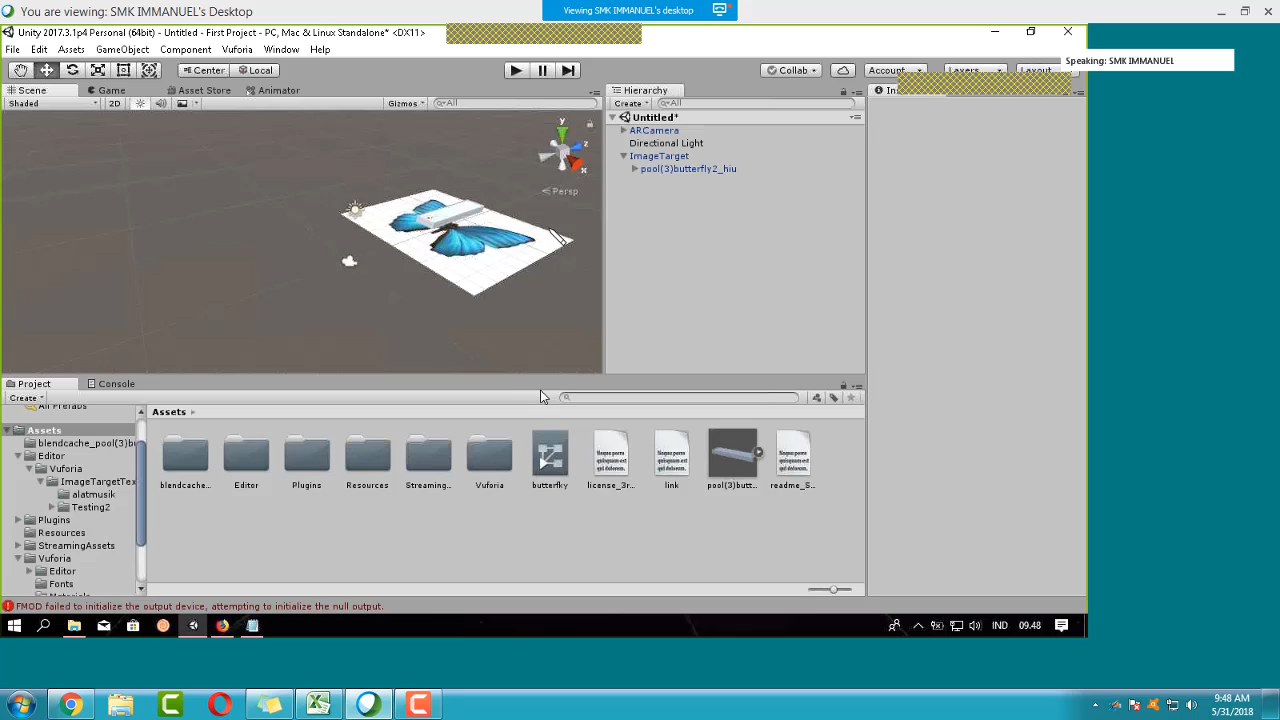 You are viewing: SMK IMMANUEL's Desktop
Viewing SMK IMMANUEL's desktop
Unity 2017.3.1p4 Personal (64bit) - Untitled - First Project - PC, Mac & Linux Standalone* <DX11>
File Edit Assets GameObject Component Vuforia Window Help
Speaking: SMK IMMANUEL
Center Local Collab Account Layers Layout
Scene Game Asset Store Animator Hierarchy Ins
Shaded 2D Gizmos All Create All
Untitled*
ARCamera
Directional Light
ImageTarget
pool(3)butterfly2_hiu
y
z
x
Persp
Project Console
Create
All Prefabs
Assets
Assets
blendcache_pool(3)b
Editor
Vuforia
ImageTargetTex
alatmusik
Testing2
Plugins
Resources
StreamingAssets
Vuforia
Editor
Fonts
Materials
blendcache... Editor Plugins Resources Streaming... Vuforia butterfky license_3r... link pool(3)butt... readme_S...
FMOD failed to initialize the output device, attempting to initialize the null output.
IND 09.48
9:48 AM
5/31/2018